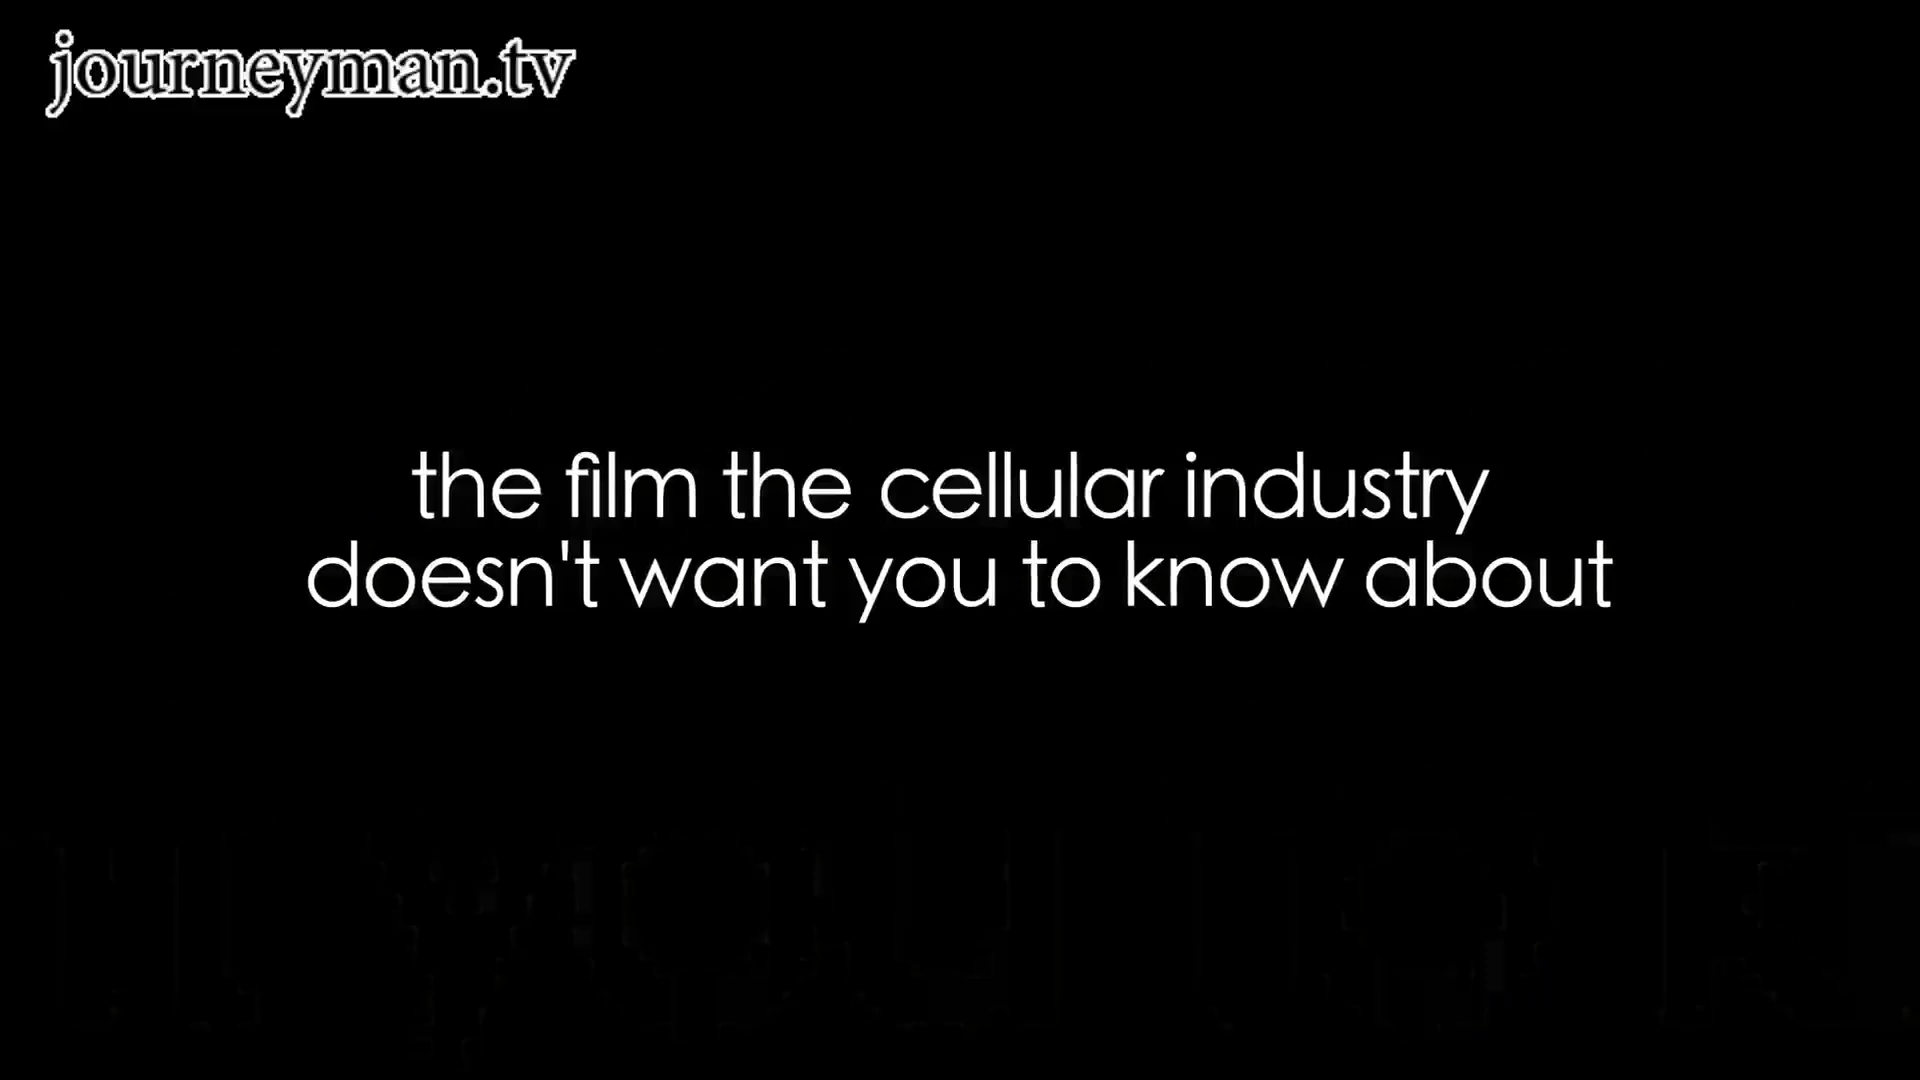 journeyman.tv
the film the cellular industry
doesn't want you to know about